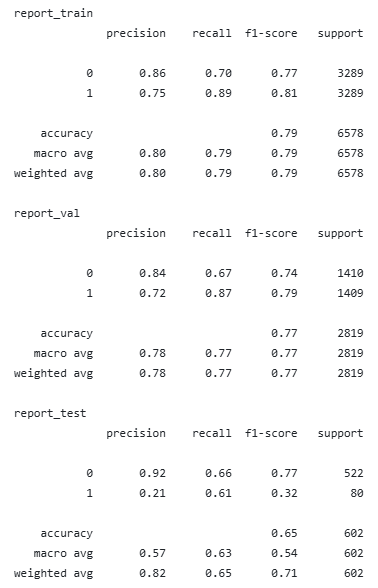 report_train
precision recall f1-score support
0 0.86 0.70 0.77 3289
1 0.75 0.89 0.81 3289
accuracy 0.79 6578
macro avg 0.80 0.79 0.79 6578
weighted avg 0.80 0.79 0.79 6578
report_val
precision recall f1-score support
0 0.84 0.67 0.74 1410
1 0.72 0.87 0.79 1409
accuracy 0.77 2819
macro avg 0.78 0.77 0.77 2819
weighted avg 0.78 0.77 0.77 2819
report_test
precision recall f1-score support
0 0.92 0.66 0.77 522
1 0.21 0.61 0.32 80
accuracy 0.65 602
macro avg 0.57 0.63 0.54 602
weighted avg 0.82 0.65 0.71 602